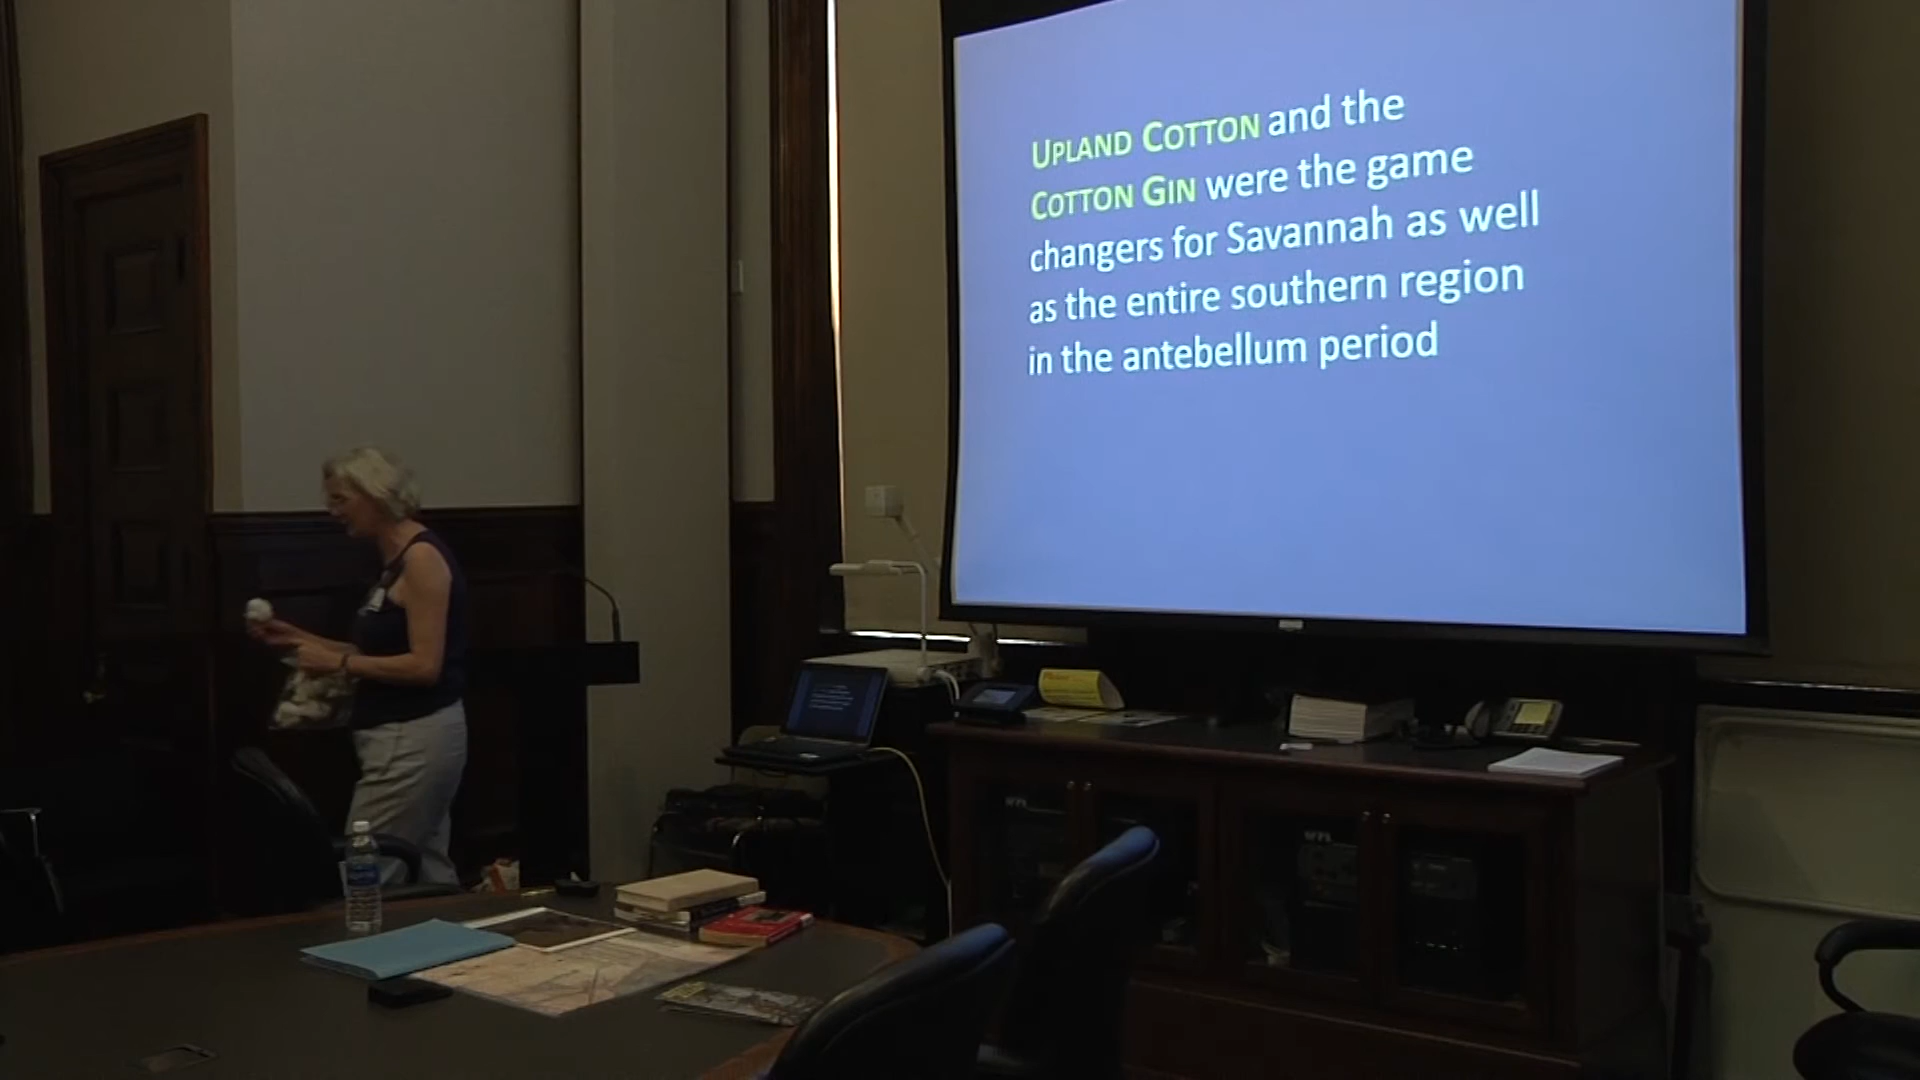 UPLAND COTTON and the
COTTON GIN were the game
changers for Savannah as well
as the entire southern region
in the antebellum period